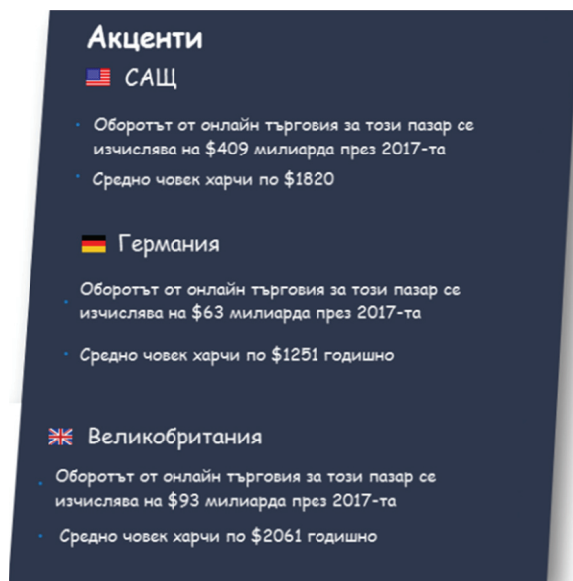 Акценти
САЩ
Оборотът от онлайн търговия за този пазар се
изчислява на $409 милиарда през 2017-та
Средно човек харчи по $1820
Германия
Оборотът от онлайн търговия за този пазар се
изчислява на $63 милиарда през 2017-та
Средно човек харчи по $1251 годишно
Великобритания
Оборотът от онлайн търговия за този пазар се
изчислява на $93 милиарда през 2017-та
Средно човек харчи по $2061 годишно